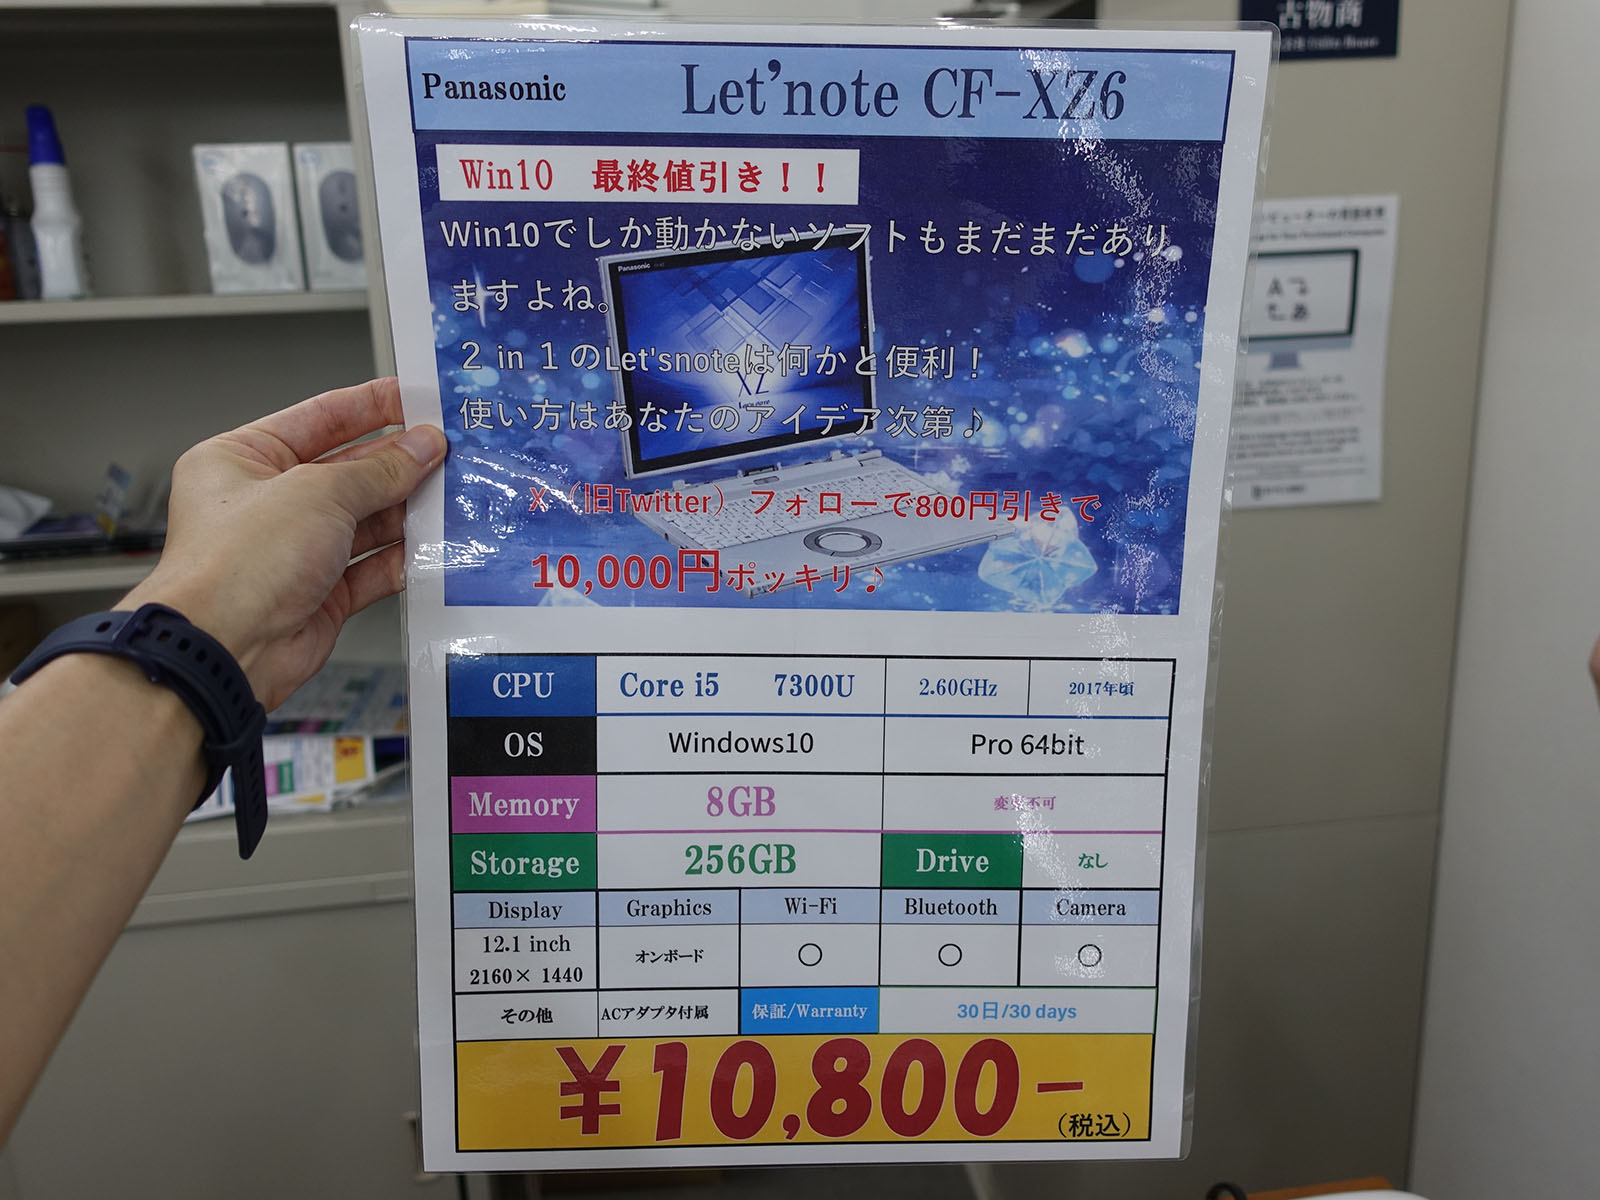 古物商
Panasonic
Let'note CF-XZ6
Win10 最終値引き！！
Win10でしか動かないソフトもまだまだあり
ますよね。
２ in １のLet'snoteは何かと便利！
使い方はあなたのアイデア次第♪
X（旧Twitter）フォローで800円引きで
10,000円ポッキリ♪
Panasonic
XZ
CPU Core i5 7300U 2.60GHz 2017年頃
OS Windows10 Pro 64bit
Memory 8GB 変更不可
Storage 256GB Drive なし
Display Graphics Wi-Fi Bluetooth Camera
12.1 inch
2160× 1440 オンボード ○ ○ ○
その他 ACアダプタ付属 保証/Warranty 30日/30 days
￥10,800－
（税込）